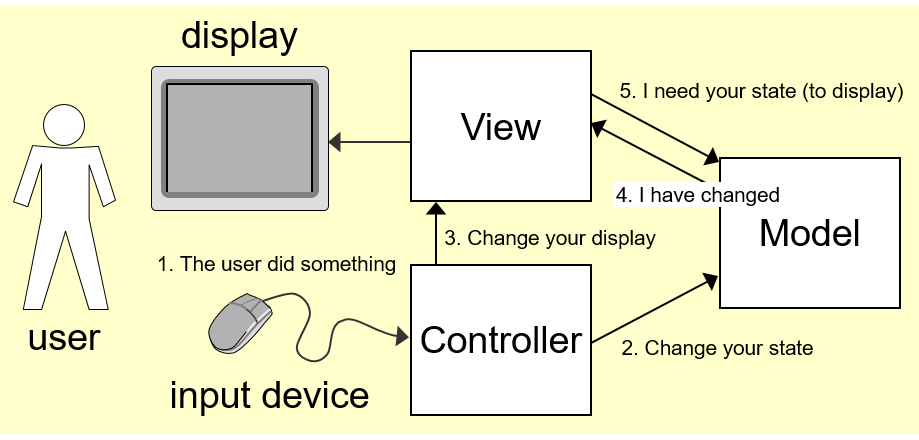 display
View
5. I need your state (to display)
4. I have changed
Model
3. Change your display
1. The user did something
user
Controller
2. Change your state
input device